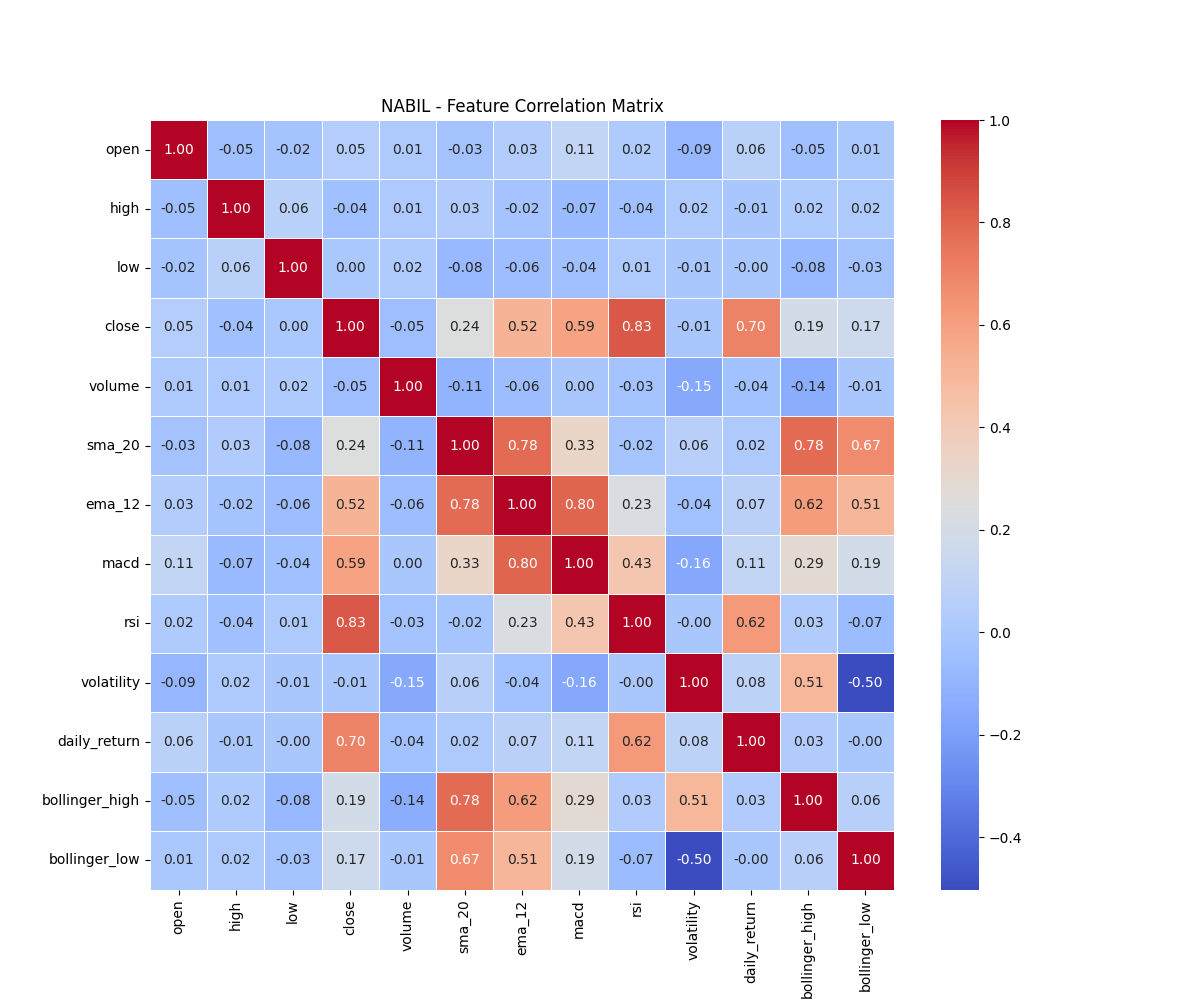 NABIL - Feature Correlation Matrix
open 1.00 -0.05 -0.02 0.05 0.01 -0.03 0.03 0.11 0.02 -0.09 0.06 -0.05 0.01
high -0.05 1.00 0.06 -0.04 0.01 0.03 -0.02 -0.07 -0.04 0.02 -0.01 0.02 0.02
low -0.02 0.06 1.00 0.00 0.02 -0.08 -0.06 -0.04 0.01 -0.01 -0.00 -0.08 -0.03
close 0.05 -0.04 0.00 1.00 -0.05 0.24 0.52 0.59 0.83 -0.01 0.70 0.19 0.17
volume 0.01 0.01 0.02 -0.05 1.00 -0.11 -0.06 0.00 -0.03 -0.15 -0.04 -0.14 -0.01
sma_20 -0.03 0.03 -0.08 0.24 -0.11 1.00 0.78 0.33 -0.02 0.06 0.02 0.78 0.67
ema_12 0.03 -0.02 -0.06 0.52 -0.06 0.78 1.00 0.80 0.23 -0.04 0.07 0.62 0.51
macd 0.11 -0.07 -0.04 0.59 0.00 0.33 0.80 1.00 0.43 -0.16 0.11 0.29 0.19
rsi 0.02 -0.04 0.01 0.83 -0.03 -0.02 0.23 0.43 1.00 -0.00 0.62 0.03 -0.07
volatility -0.09 0.02 -0.01 -0.01 -0.15 0.06 -0.04 -0.16 -0.00 1.00 0.08 0.51 -0.50
daily_return 0.06 -0.01 -0.00 0.70 -0.04 0.02 0.07 0.11 0.62 0.08 1.00 0.03 -0.00
bollinger_high -0.05 0.02 -0.08 0.19 -0.14 0.78 0.62 0.29 0.03 0.51 0.03 1.00 0.06
bollinger_low 0.01 0.02 -0.03 0.17 -0.01 0.67 0.51 0.19 -0.07 -0.50 -0.00 0.06 1.00
open high low close volume sma_20 ema_12 macd rsi volatility daily_return bollinger_high bollinger_low
1.0
0.8
0.6
0.4
0.2
0.0
−0.2
−0.4